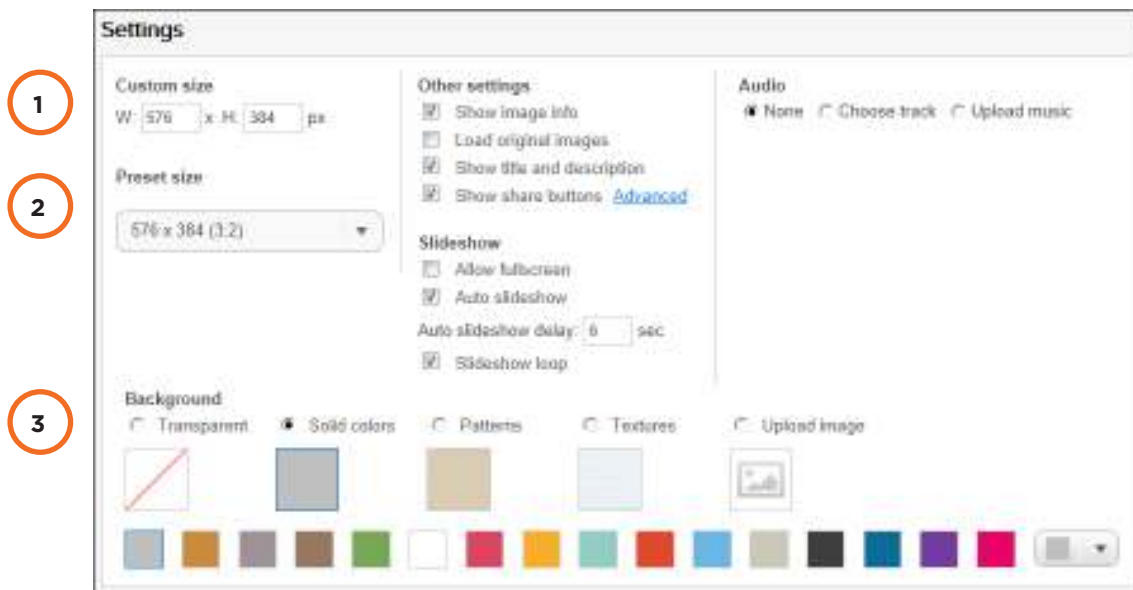 Settings
1
Custom size
W: 576 x H: 384 px
2
Preset size
576 x 384 (3:2)
Other settings
Show image info
Load original images
Show title and description
Show share buttons Advanced
Slideshow
Allow fullscreen
Auto slideshow
Auto slideshow delay: 6 sec
Slideshow loop
Audio
None Choose track Upload music
3
Background
Transparent Solid colors Patterns Textures Upload image